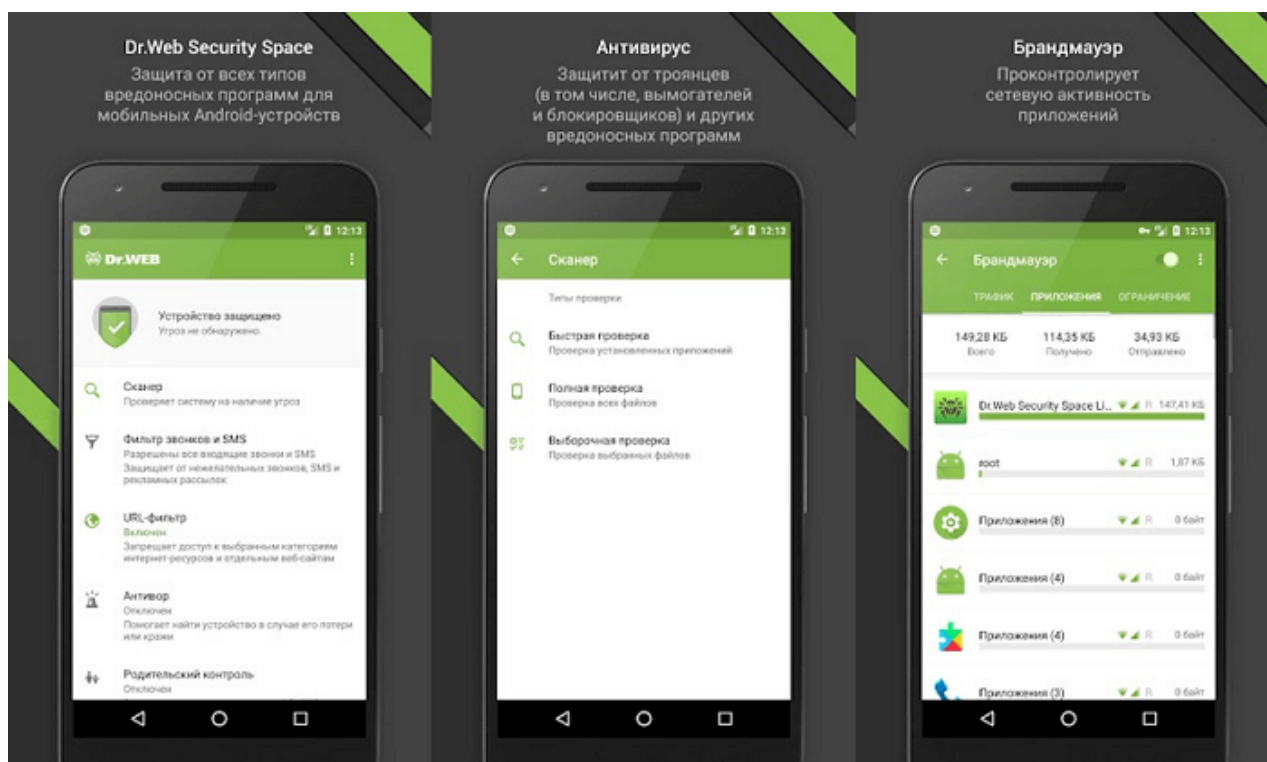 Dr.Web Security Space
Защита от всех типов
вредоносных программ для
мобильных Android-устройств
12:13
Dr.WEB
Устройство защищено
Угроз не обнаружено.
Сканер
Проверяет систему на наличие угроз
Фильтр звонков и SMS
Разрешены все входящие звонки и SMS
Защищает от нежелательных звонков, SMS и
рекламных рассылок
URL-фильтр
Включен
Запрещает доступ к выбранным категориям
интернет-ресурсов и отдельным веб-сайтам
Антивор
Отключен
Помогает найти устройство в случае его потери
или кражи
Родительский контроль
Отключен
Антивирус
Защитит от троянцев
(в том числе, вымогателей
и блокировщиков) и других
вредоносных программ
12:13
Сканер
Типы проверки
Быстрая проверка
Проверка установленных приложений
Полная проверка
Проверка всех файлов
Выборочная проверка
Проверка выбранных файлов
Брандмауэр
Проконтролирует
сетевую активность
приложений
12:13
Брандмауэр
ТРАФИК ПРИЛОЖЕНИЯ ОГРАНИЧЕНИЕ
149,28 КБ 114,35 КБ 34,93 КБ
Всего Получено Отправлено
Dr.Web Security Space Li... R 147,41 КБ
root R 1,87 КБ
Приложения (8) R 0 байт
Приложения (4) R 0 байт
Приложения (4) R 0 байт
Приложения (3) R 0 байт